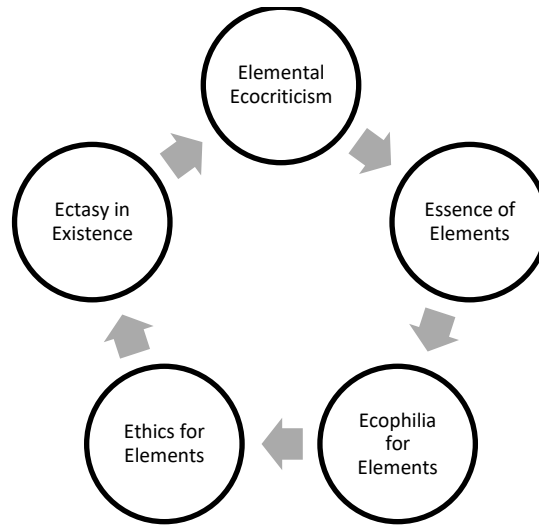 Elemental
Ecocriticism
Essence of
Elements
Ecophilia
for
Elements
Ethics for
Elements
Ectasy in
Existence